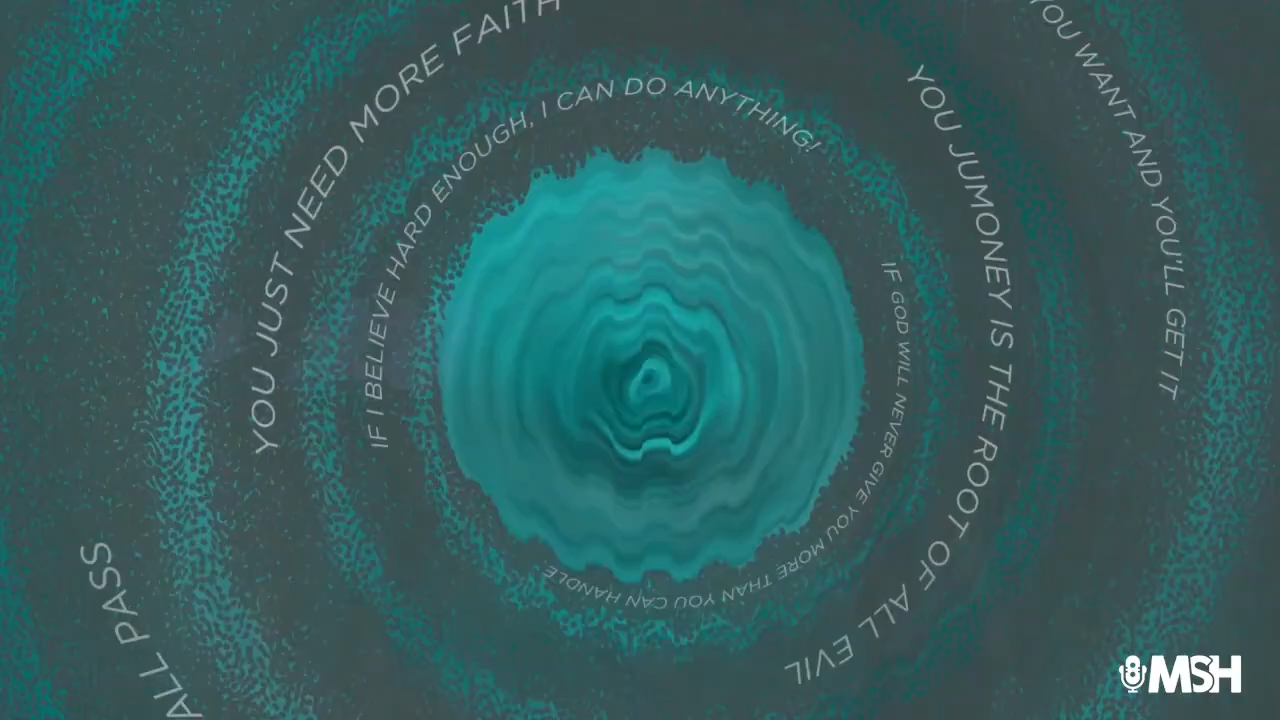 YOU JUST NEED MORE FAITH
IF I BELIEVE HARD ENOUGH, I CAN DO ANYTHING!
IF GOD WILL NEVER GIVE YOU MORE THAN YOU CAN HANDLE
YOU JUMONEY IS THE ROOT OF ALL EVIL
YOU WANT AND YOU'LL GET IT
ALL PASS
MSH